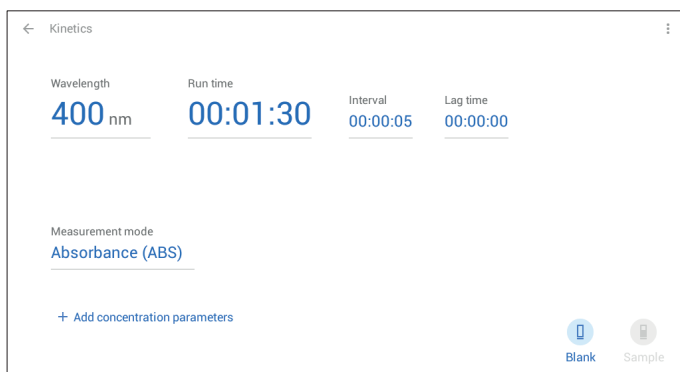 Kinetics
Wavelength
400 nm
Run time
00:01:30
Interval
00:00:05
Lag time
00:00:00
Measurement mode
Absorbance (ABS)
+ Add concentration parameters
Blank
Sample